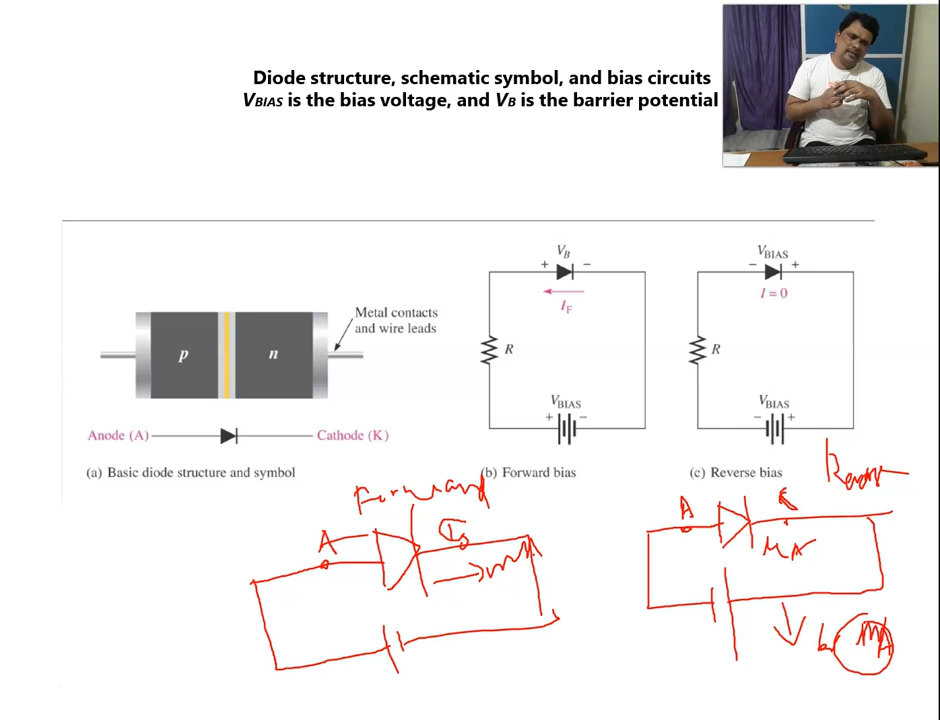 Diode structure, schematic symbol, and bias circuits
VBIAS is the bias voltage, and VB is the barrier potential
p
n
Metal contacts
and wire leads
Anode (A)
Cathode (K)
(a) Basic diode structure and symbol
VB
+
−
IF
R
VBIAS
+
−
(b) Forward bias
VBIAS
−
+
I = 0
R
VBIAS
−
+
(c) Reverse bias
Forward
A
mA
A
MA